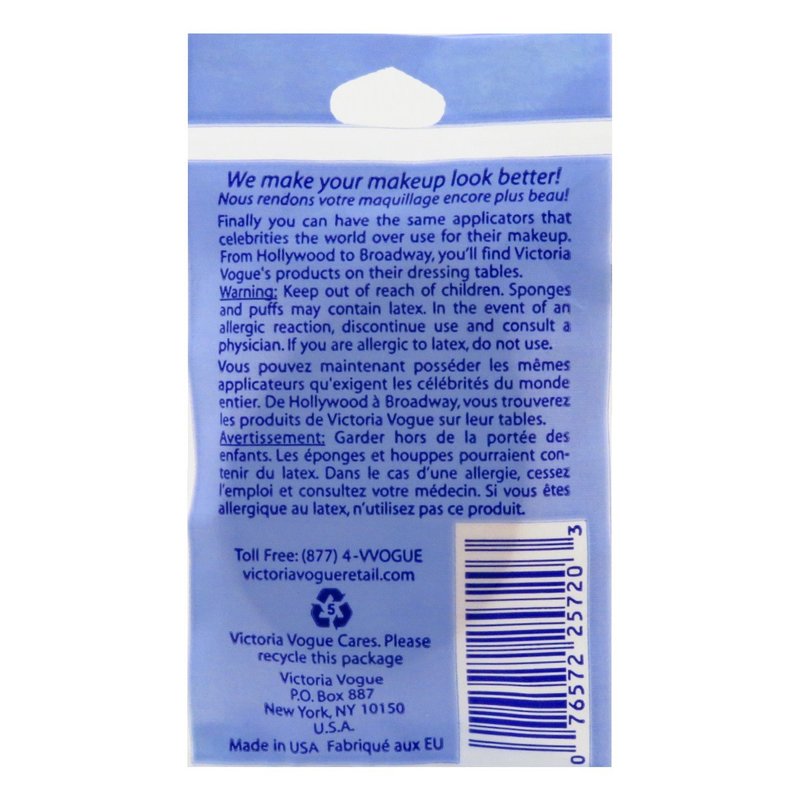 We make your makeup look better!
Nous rendons votre maquillage encore plus beau!
Finally you can have the same applicators that
celebrities the world over use for their makeup.
From Hollywood to Broadway, you'll find Victoria
Vogue's products on their dressing tables.
Warning: Keep out of reach of children. Sponges
and puffs may contain latex. In the event of an
allergic reaction, discontinue use and consult a
physician. If you are allergic to latex, do not use.
Vous pouvez maintenant posséder les mêmes
applicateurs qu'exigent les célébrités du monde
entier. De Hollywood à Broadway, vous trouverez
les produits de Victoria Vogue sur leur tables.
Avertissement: Garder hors de la portée des
enfants. Les éponges et houppes pourraient con-
tenir du latex. Dans le cas d'une allergie, cessez
l'emploi et consultez votre médecin. Si vous êtes
allergique au latex, n'utilisez pas ce produit.
Toll Free: (877) 4-VVOGUE
victoriavogueretail.com
5
Victoria Vogue Cares. Please
recycle this package
Victoria Vogue
P.O. Box 887
New York, NY 10150
U.S.A.
Made in USA Fabriqué aux EU
0 76572 25720 3